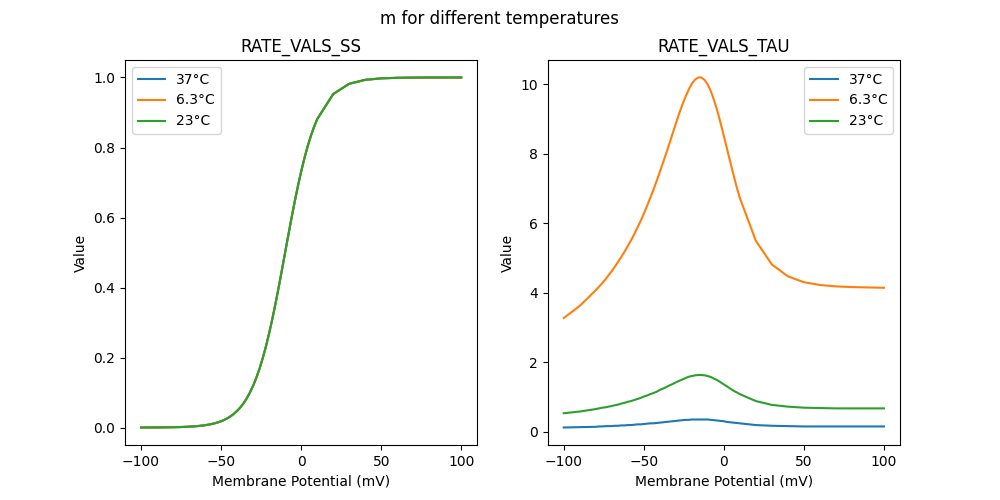 m for different temperatures
RATE_VALS_SS
RATE_VALS_TAU
37°C
6.3°C
23°C
37°C
6.3°C
23°C
Value
1.0
0.8
0.6
0.4
0.2
0.0
−100
−50
0
50
100
Membrane Potential (mV)
Value
10
8
6
4
2
0
−100
−50
0
50
100
Membrane Potential (mV)